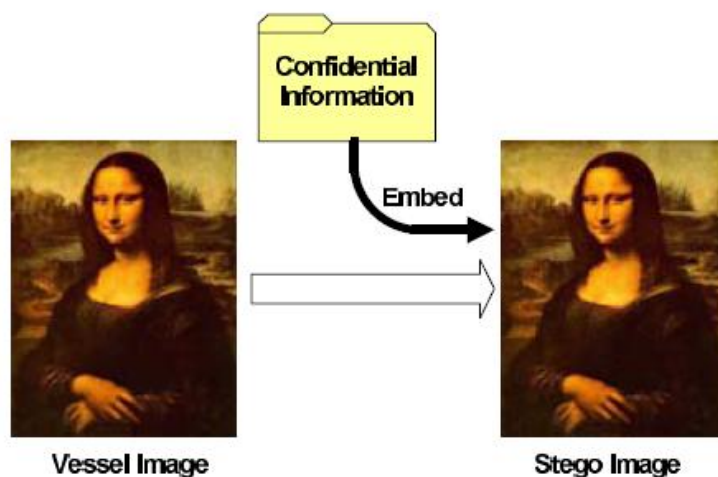 Confidential
Information
Embed
Vessel Image
Stego Image